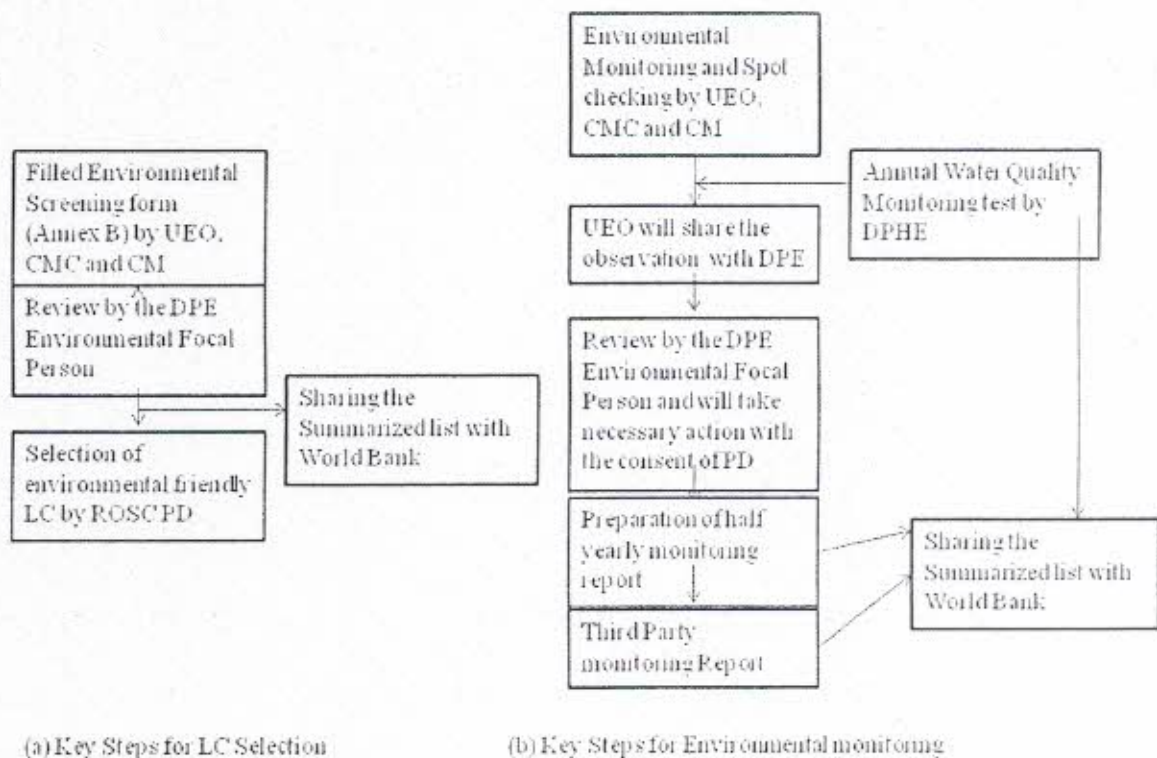 Filled Environmental
Screening form
(Annex B) by UEO,
CMC and CM
Review by the DPE
Environmental Focal
Person
Selection of
environmental friendly
LC by ROSC PD
Sharing the
Summarized list with
World Bank
(a) Key Steps for LC Selection
Environmental
Monitoring and Spot
checking by UEO,
CMC and CM
Annual Water Quality
Monitoring test by
DPHE
UEO will share the
observation with DPE
Review by the DPE
Environmental Focal
Person and will take
necessary action with
the consent of PD
Preparation of half
yearly monitoring
report
Third Party
monitoring Report
Sharing the
Summarized list with
World Bank
(b) Key Steps for Environmental monitoring